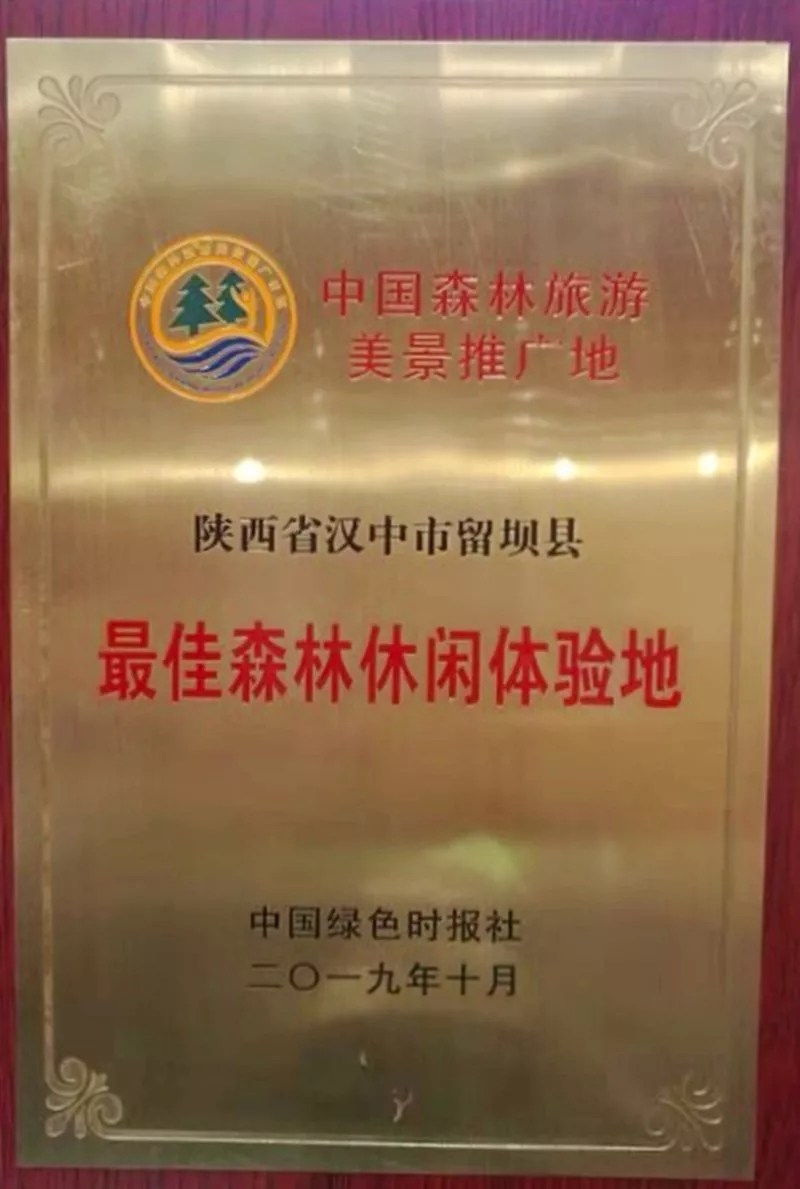 中国森林旅游
美景推广地
陕西省汉中市留坝县
最佳森林休闲体验地
中国绿色时报社
二〇一九年十月